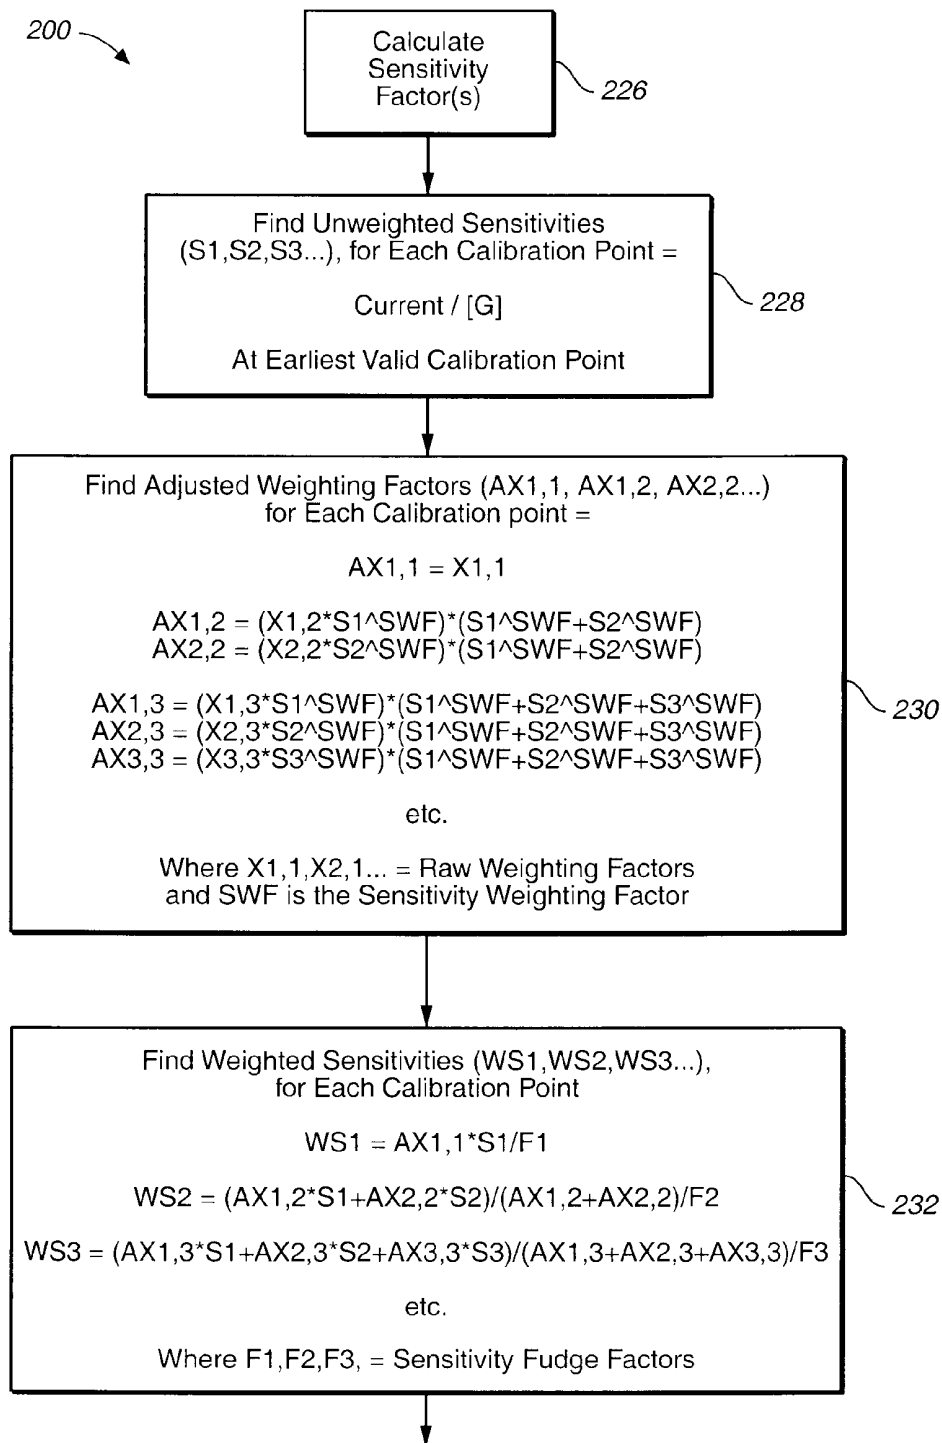 200
Calculate
Sensitivity
Factor(s)
226
Find Unweighted Sensitivities
(S1,S2,S3...), for Each Calibration Point =
Current / [G]
At Earliest Valid Calibration Point
228
Find Adjusted Weighting Factors (AX1,1, AX1,2, AX2,2...)
for Each Calibration point =
AX1,1 = X1,1
AX1,2 = (X1,2*S1^SWF)*(S1^SWF+S2^SWF)
AX2,2 = (X2,2*S2^SWF)*(S1^SWF+S2^SWF)
AX1,3 = (X1,3*S1^SWF)*(S1^SWF+S2^SWF+S3^SWF)
AX2,3 = (X2,3*S2^SWF)*(S1^SWF+S2^SWF+S3^SWF)
AX3,3 = (X3,3*S3^SWF)*(S1^SWF+S2^SWF+S3^SWF)
etc.
Where X1,1,X2,1... = Raw Weighting Factors
and SWF is the Sensitivity Weighting Factor
230
Find Weighted Sensitivities (WS1,WS2,WS3...),
for Each Calibration Point
WS1 = AX1,1*S1/F1
WS2 = (AX1,2*S1+AX2,2*S2)/(AX1,2+AX2,2)/F2
WS3 = (AX1,3*S1+AX2,3*S2+AX3,3*S3)/(AX1,3+AX2,3+AX3,3)/F3
etc.
Where F1,F2,F3, = Sensitivity Fudge Factors
232